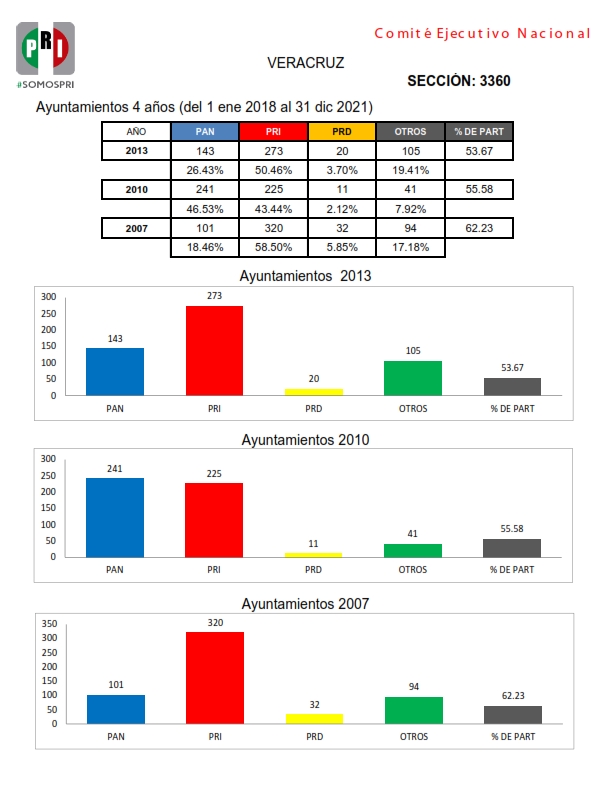 Comité Ejecutivo Nacional
PRI
#SOMOSPRI
VERACRUZ
SECCIÓN: 3360
Ayuntamientos 4 años (del 1 ene 2018 al 31 dic 2021)
AÑO PAN PRI PRD OTROS % DE PART
2013 143 273 20 105 53.67
26.43% 50.46% 3.70% 19.41%
2010 241 225 11 41 55.58
46.53% 43.44% 2.12% 7.92%
2007 101 320 32 94 62.23
18.46% 58.50% 5.85% 17.18%
Ayuntamientos 2013
300
250
200
150
100
50
0
143 273 20 105 53.67
PAN PRI PRD OTROS % DE PART
Ayuntamientos 2010
300
250
200
150
100
50
0
241 225 11 41 55.58
PAN PRI PRD OTROS % DE PART
Ayuntamientos 2007
350
300
250
200
150
100
50
0
101 320 32 94 62.23
PAN PRI PRD OTROS % DE PART